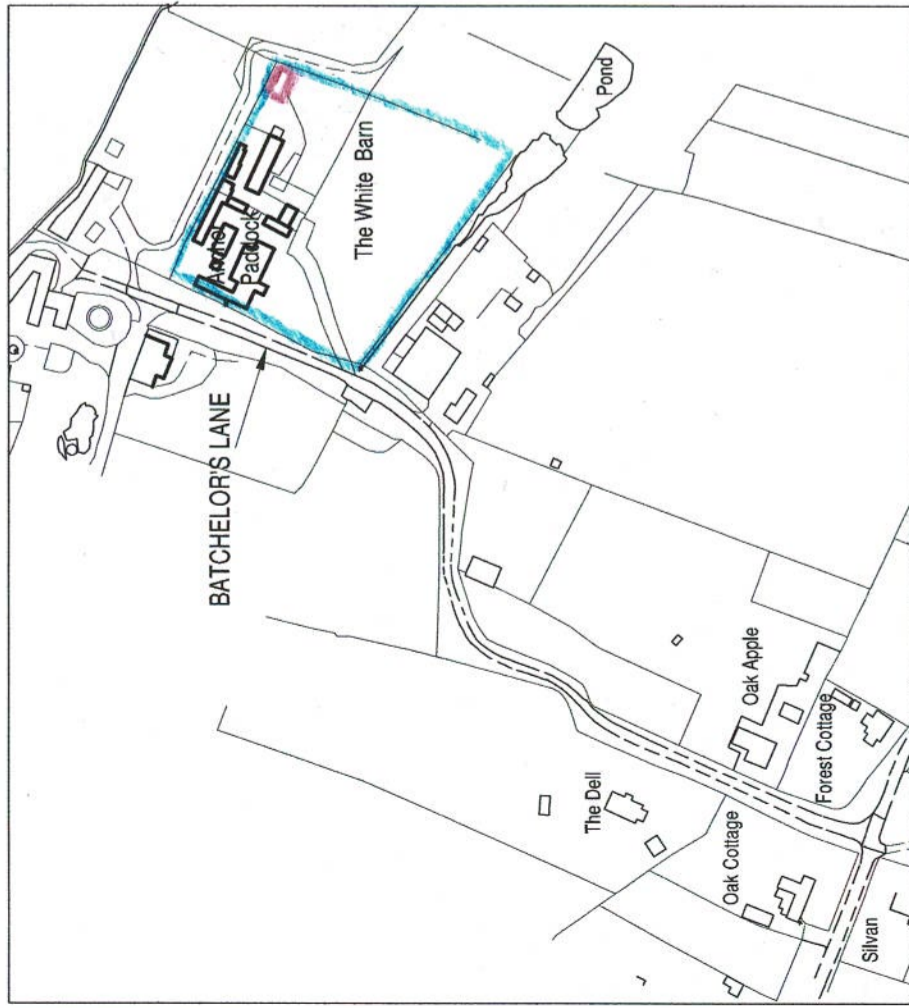 BATCHELOR'S LANE
Paddock
The White Barn
Pond
The Dell
Oak Apple
Oak Cottage
Forest Cottage
Silvan